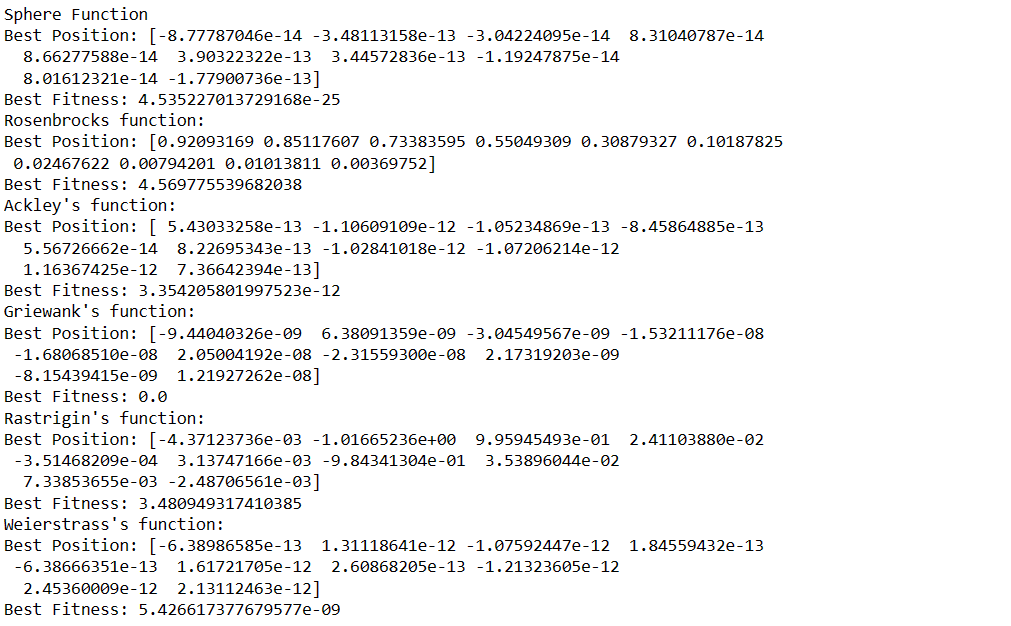 Sphere Function
Best Position: [-8.77787046e-14 -3.48113158e-13 -3.04224095e-14  8.31040787e-14
  8.66277588e-14  3.90322322e-13  3.44572836e-13 -1.19247875e-14
  8.01612321e-14 -1.77900736e-13]
Best Fitness: 4.535227013729168e-25
Rosenbrocks function:
Best Position: [0.92093169 0.85117607 0.73383595 0.55049309 0.30879327 0.10187825
 0.02467622 0.00794201 0.01013811 0.00369752]
Best Fitness: 4.569775539682038
Ackley's function:
Best Position: [ 5.43033258e-13 -1.10609109e-12 -1.05234869e-13 -8.45864885e-13
  5.56726662e-14  8.22695343e-13 -1.02841018e-12 -1.07206214e-12
  1.16367425e-12  7.36642394e-13]
Best Fitness: 3.354205801997523e-12
Griewank's function:
Best Position: [-9.44040326e-09  6.38091359e-09 -3.04549567e-09 -1.53211176e-08
 -1.68068510e-08  2.05004192e-08 -2.31559300e-08  2.17319203e-09
 -8.15439415e-09  1.21927262e-08]
Best Fitness: 0.0
Rastrigin's function:
Best Position: [-4.37123736e-03 -1.01665236e+00  9.95945493e-01  2.41103880e-02
 -3.51468209e-04  3.13747166e-03 -9.84341304e-01  3.53896044e-02
  7.33853655e-03 -2.48706561e-03]
Best Fitness: 3.480949317410385
Weierstrass's function:
Best Position: [-6.38986585e-13  1.31118641e-12 -1.07592447e-12  1.84559432e-13
 -6.38666351e-13  1.61721705e-12  2.60868205e-13 -1.21323605e-12
  2.45360009e-12  2.13112463e-12]
Best Fitness: 5.426617377679577e-09